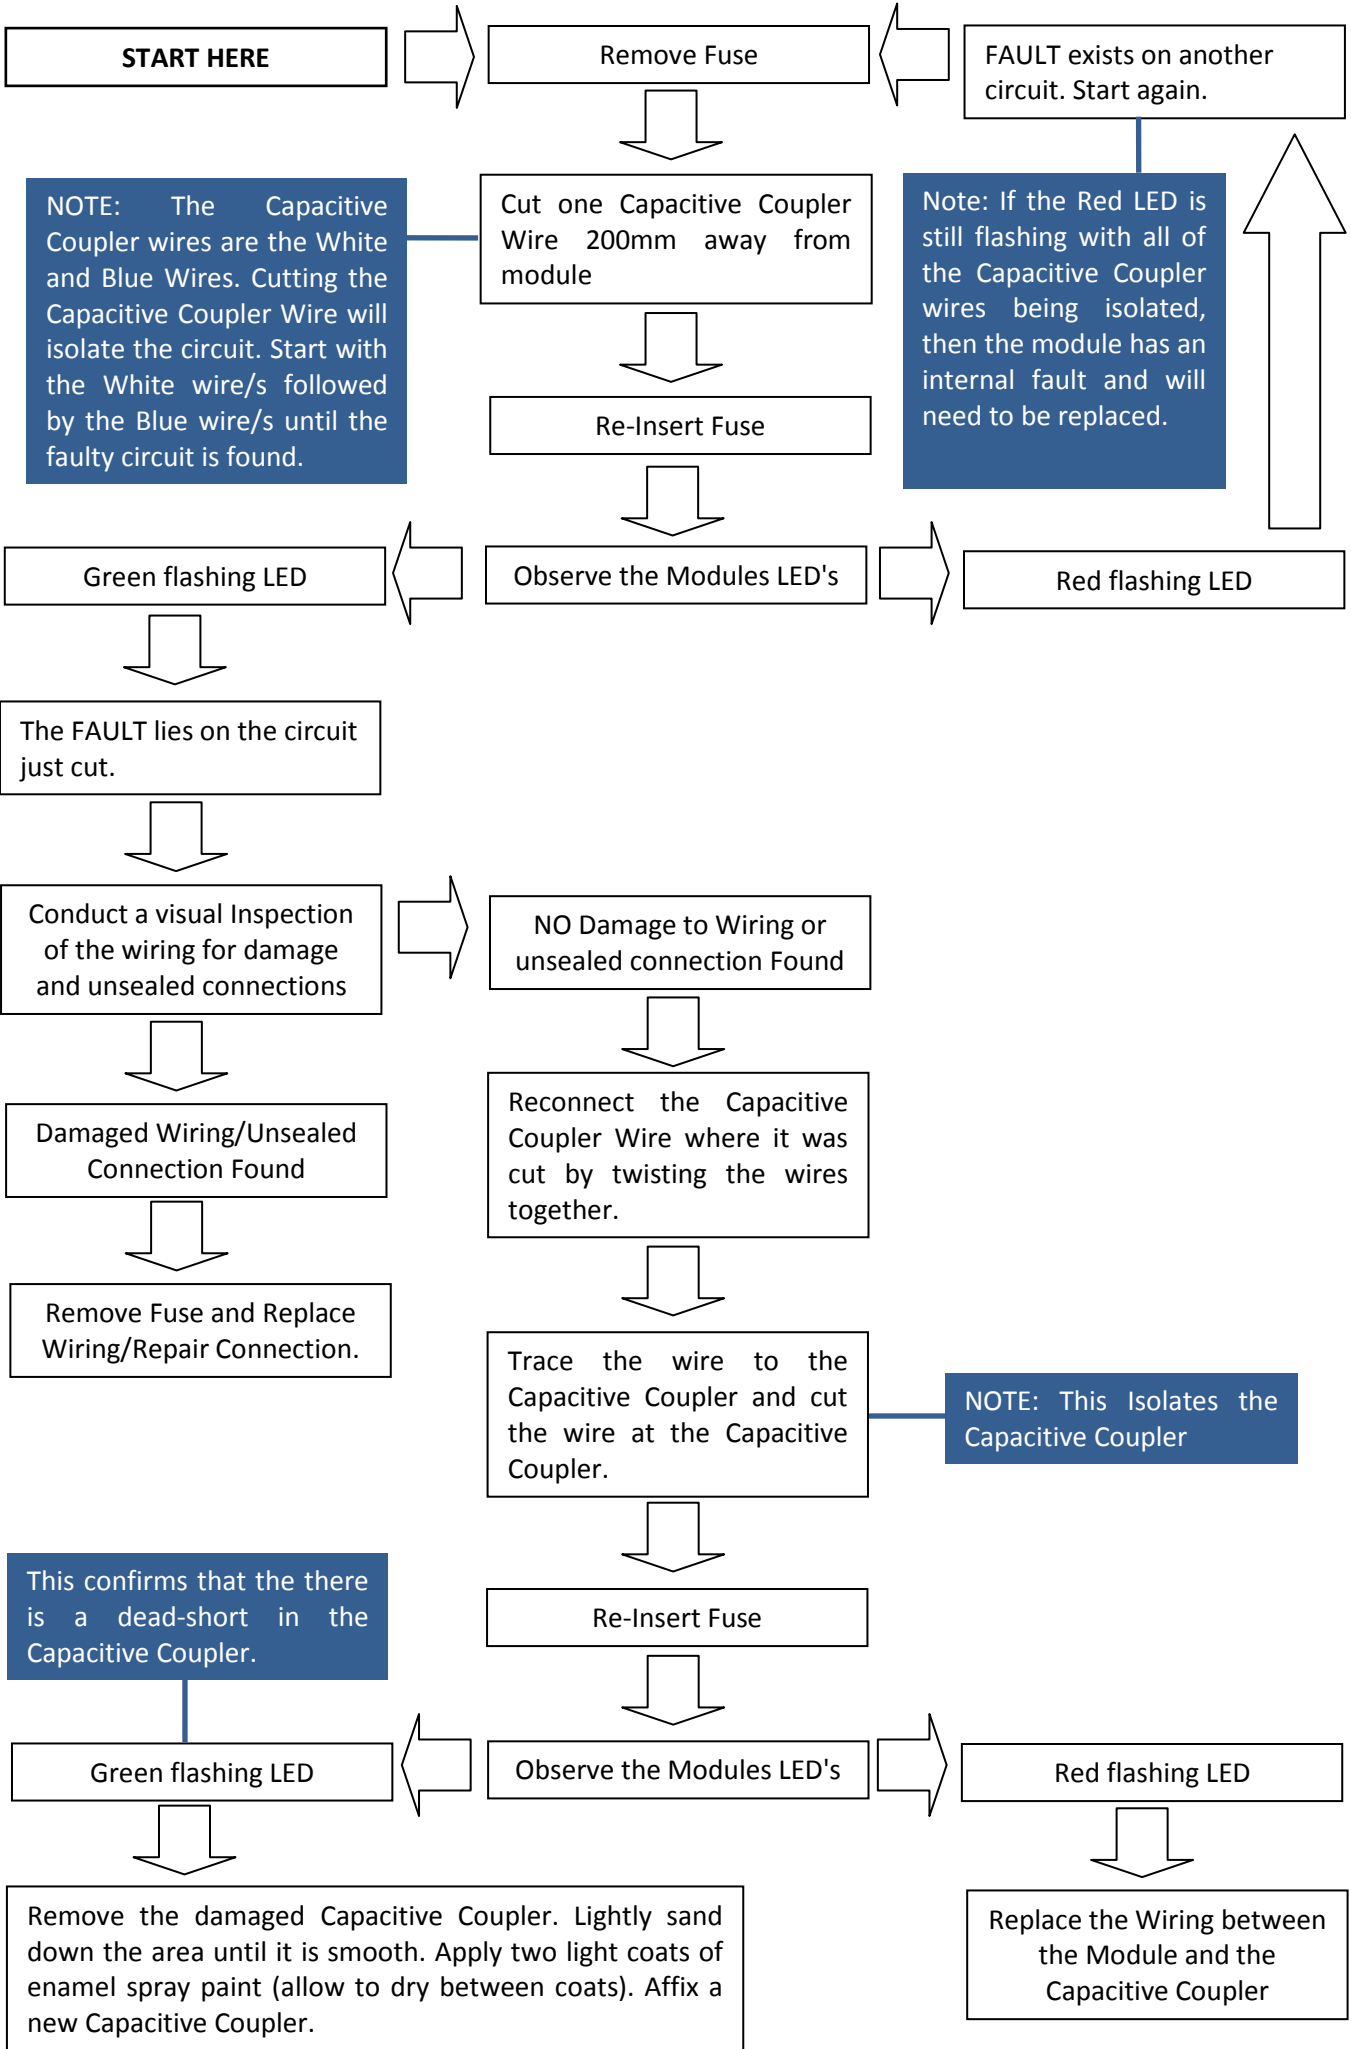 START HERE
Remove Fuse
FAULT exists on another
circuit. Start again.
NOTE: The Capacitive
Coupler wires are the White
and Blue Wires. Cutting the
Capacitive Coupler Wire will
isolate the circuit. Start with
the White wire/s followed
by the Blue wire/s until the
faulty circuit is found.
Cut one Capacitive Coupler
Wire 200mm away from
module
Note: If the Red LED is
still flashing with all of
the Capacitive Coupler
wires being isolated,
then the module has an
internal fault and will
need to be replaced.
Re-Insert Fuse
Green flashing LED
Observe the Modules LED's
Red flashing LED
The FAULT lies on the circuit
just cut.
Conduct a visual Inspection
of the wiring for damage
and unsealed connections
NO Damage to Wiring or
unsealed connection Found
Damaged Wiring/Unsealed
Connection Found
Reconnect the Capacitive
Coupler Wire where it was
cut by twisting the wires
together.
Remove Fuse and Replace
Wiring/Repair Connection.
Trace the wire to the
Capacitive Coupler and cut
the wire at the Capacitive
Coupler.
NOTE: This Isolates the
Capacitive Coupler
This confirms that the there
is a dead-short in the
Capacitive Coupler.
Re-Insert Fuse
Green flashing LED
Observe the Modules LED's
Red flashing LED
Remove the damaged Capacitive Coupler. Lightly sand
down the area until it is smooth. Apply two light coats of
enamel spray paint (allow to dry between coats). Affix a
new Capacitive Coupler.
Replace the Wiring between
the Module and the
Capacitive Coupler